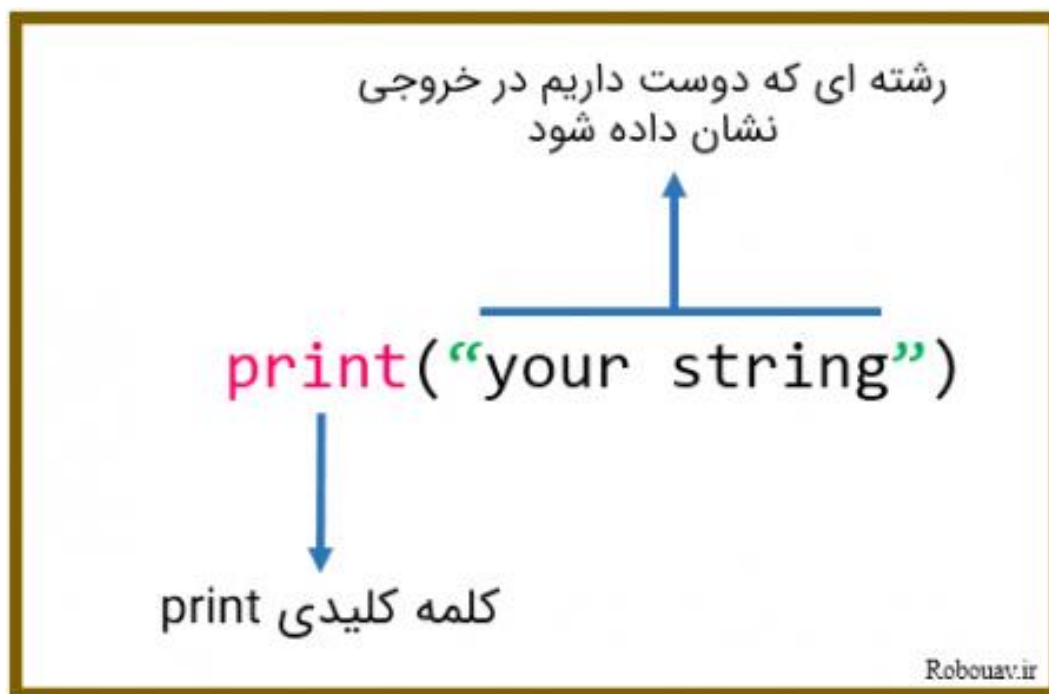 رشته ای که دوست داریم در خروجی
نشان داده شود
print(“your string”)
کلمه کلیدی print
Robouav.ir